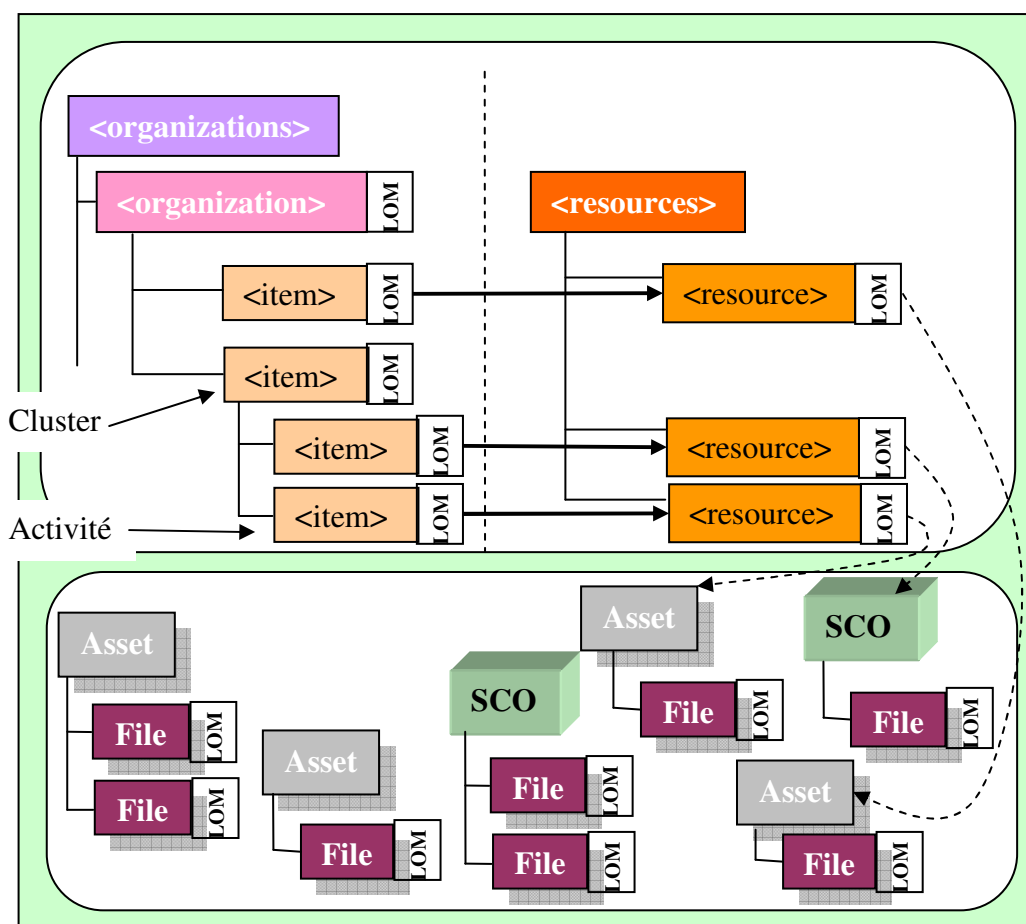 <organizations>
<organization> LOM
<resources>
<item> LOM
<resource> LOM
<item> LOM
Cluster
<item> LOM
<resource> LOM
Activité
<item> LOM
<resource> LOM
Asset
File LOM
File LOM
Asset
File LOM
SCO
File LOM
File LOM
Asset
File LOM
SCO
File LOM
Asset
File LOM